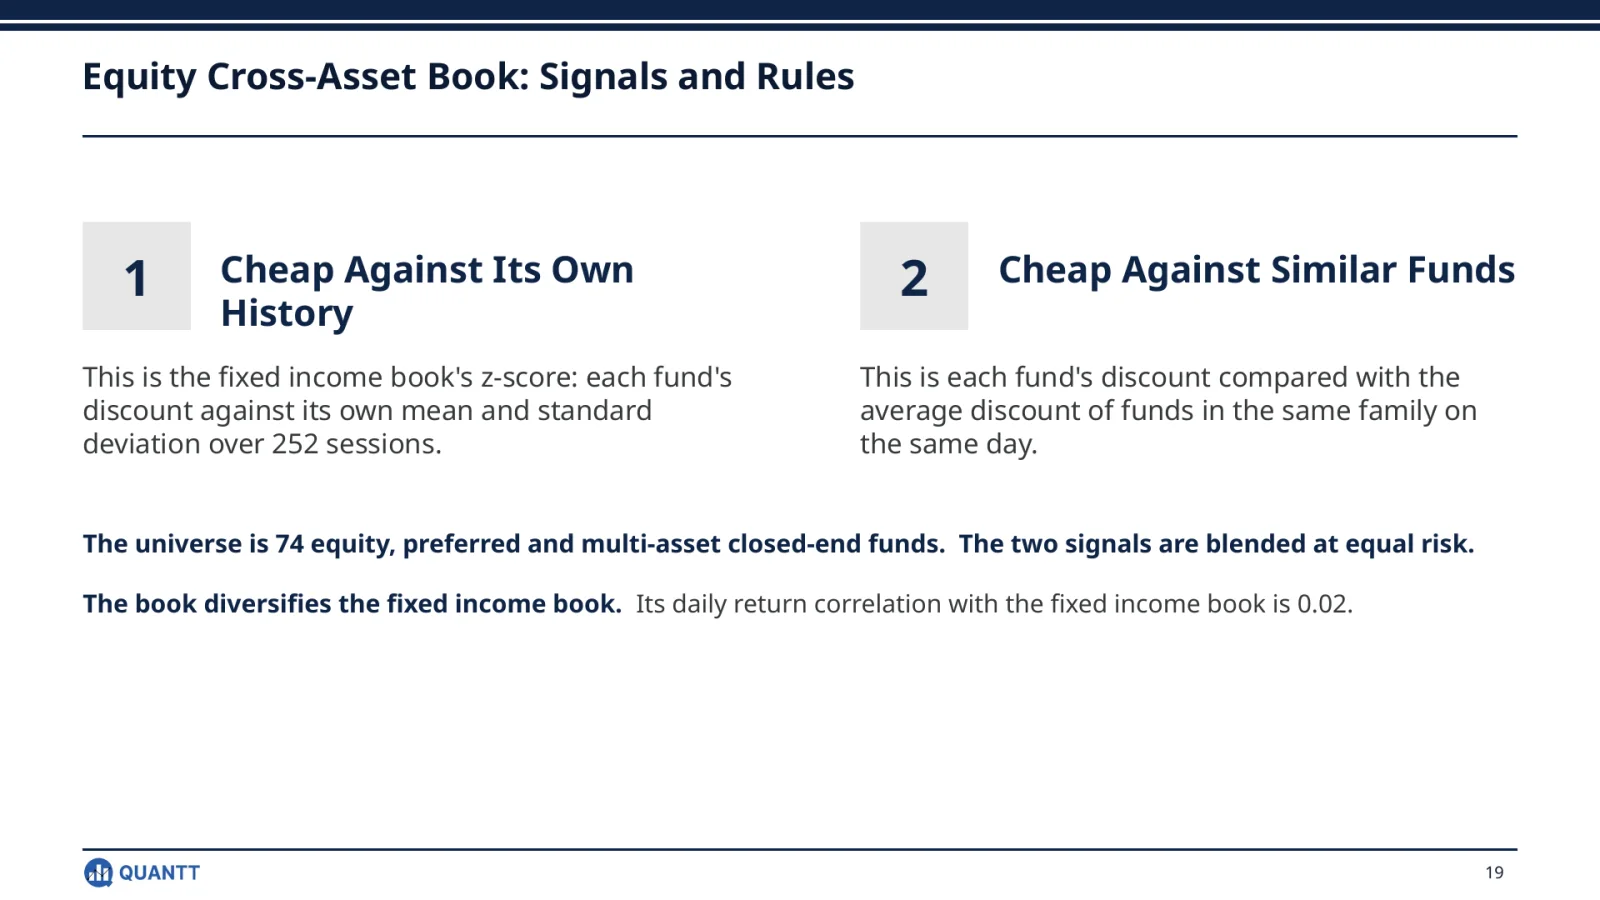 Equity Cross-Asset Book: Signals and Rules
1
Cheap Against Its Own
History
This is the fixed income book's z-score: each fund's
discount against its own mean and standard
deviation over 252 sessions.
2
Cheap Against Similar Funds
This is each fund's discount compared with the
average discount of funds in the same family on
the same day.
The universe is 74 equity, preferred and multi-asset closed-end funds. The two signals are blended at equal risk.
The book diversifies the fixed income book. Its daily return correlation with the fixed income book is 0.02.
QUANTT
19